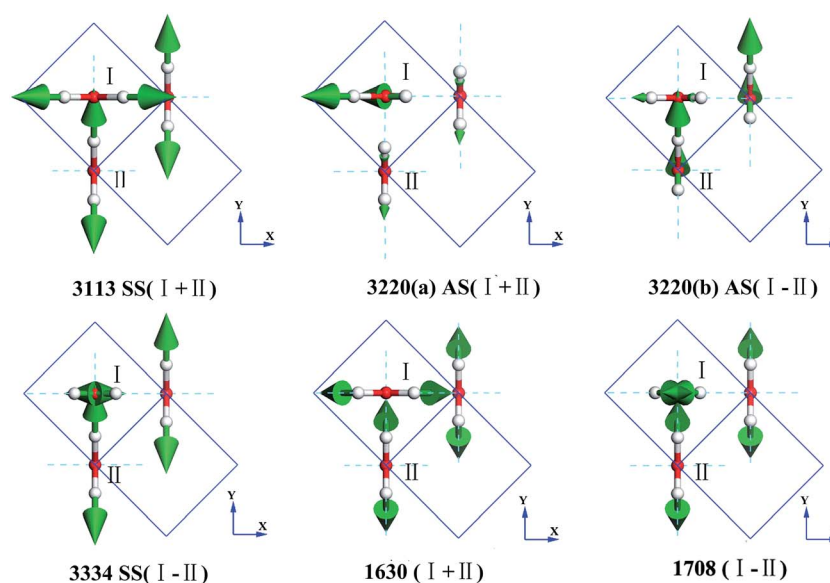 Ⅰ
Ⅱ
Y
X
3113 SS(Ⅰ+Ⅱ)
Ⅰ
Ⅱ
Y
X
3220(a) AS(Ⅰ+Ⅱ)
Ⅰ
Ⅱ
Y
X
3220(b) AS(Ⅰ-Ⅱ)
Ⅰ
Ⅱ
Y
X
3334 SS(Ⅰ-Ⅱ)
Ⅰ
Ⅱ
Y
X
1630 (Ⅰ+Ⅱ)
Ⅰ
Ⅱ
Y
X
1708 (Ⅰ-Ⅱ)